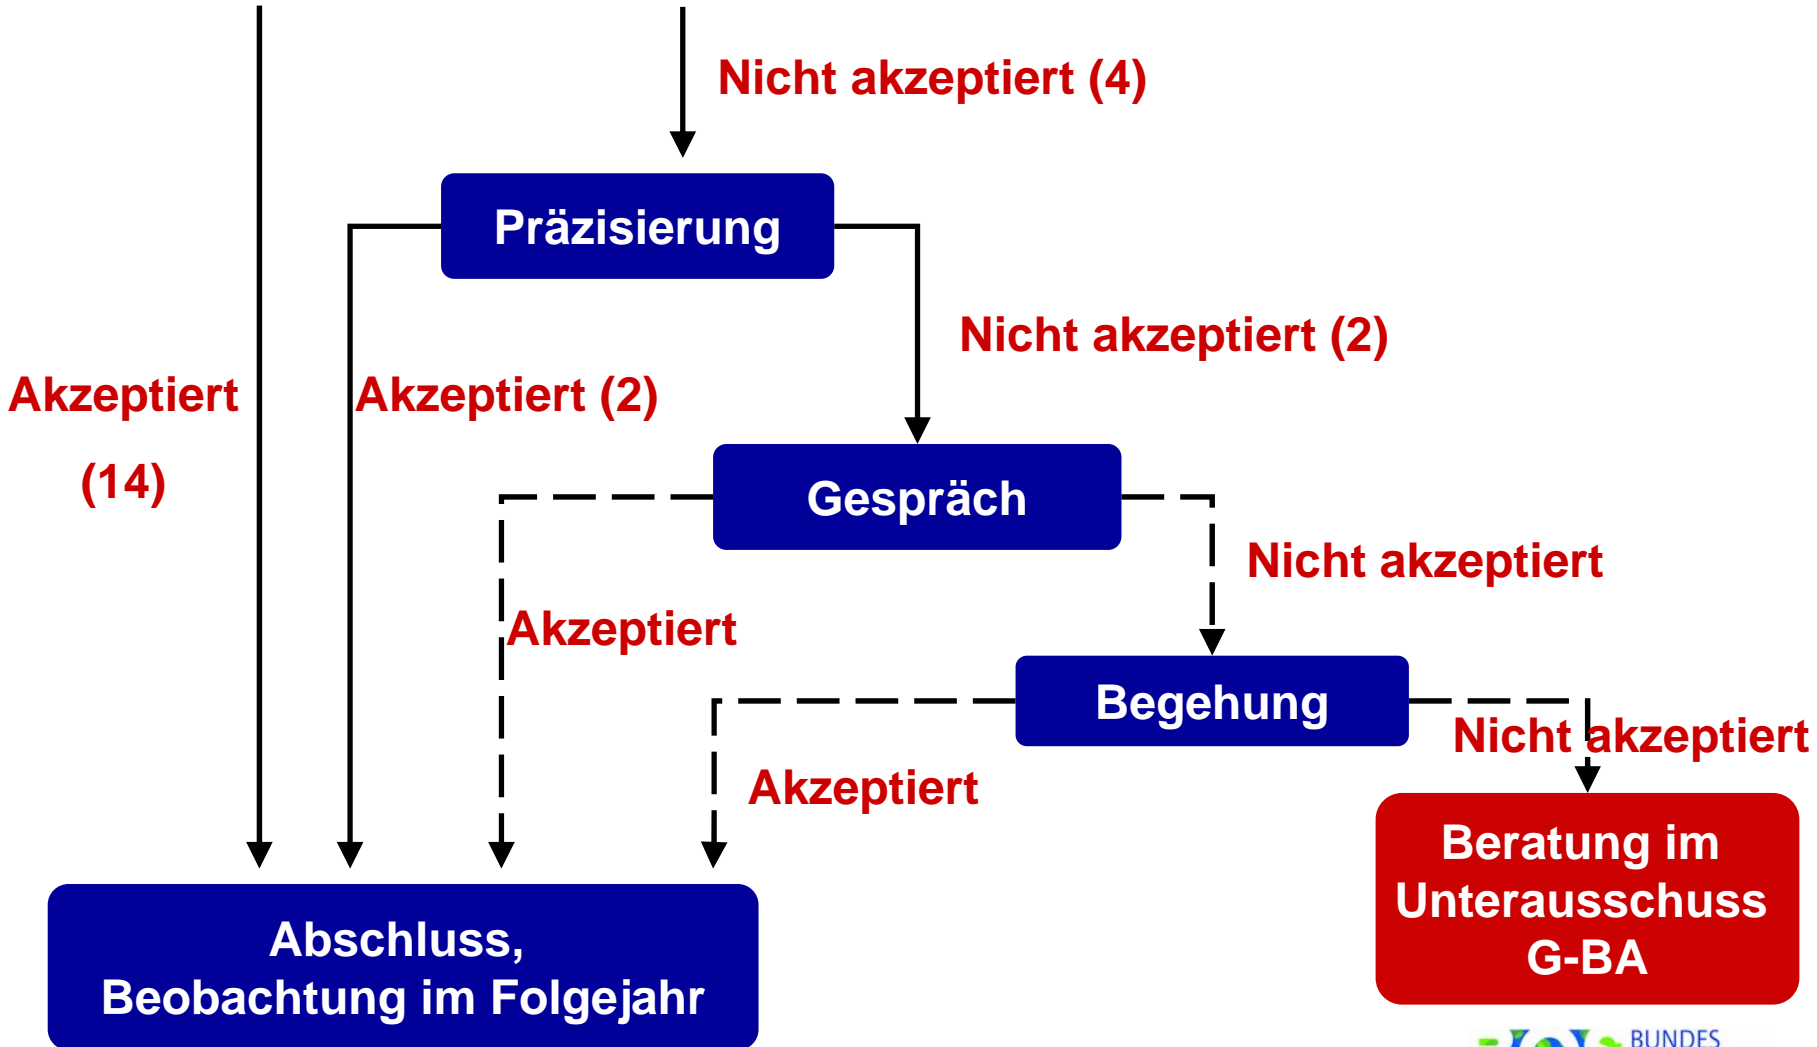 Nicht akzeptiert (4)
Präzisierung
Nicht akzeptiert (2)
Akzeptiert
(14)
Akzeptiert (2)
Gespräch
Nicht akzeptiert
Akzeptiert
Begehung
Nicht akzeptiert
Akzeptiert
Beratung im
Unterausschuss
G-BA
Abschluss,
Beobachtung im Folgejahr
BUNDES